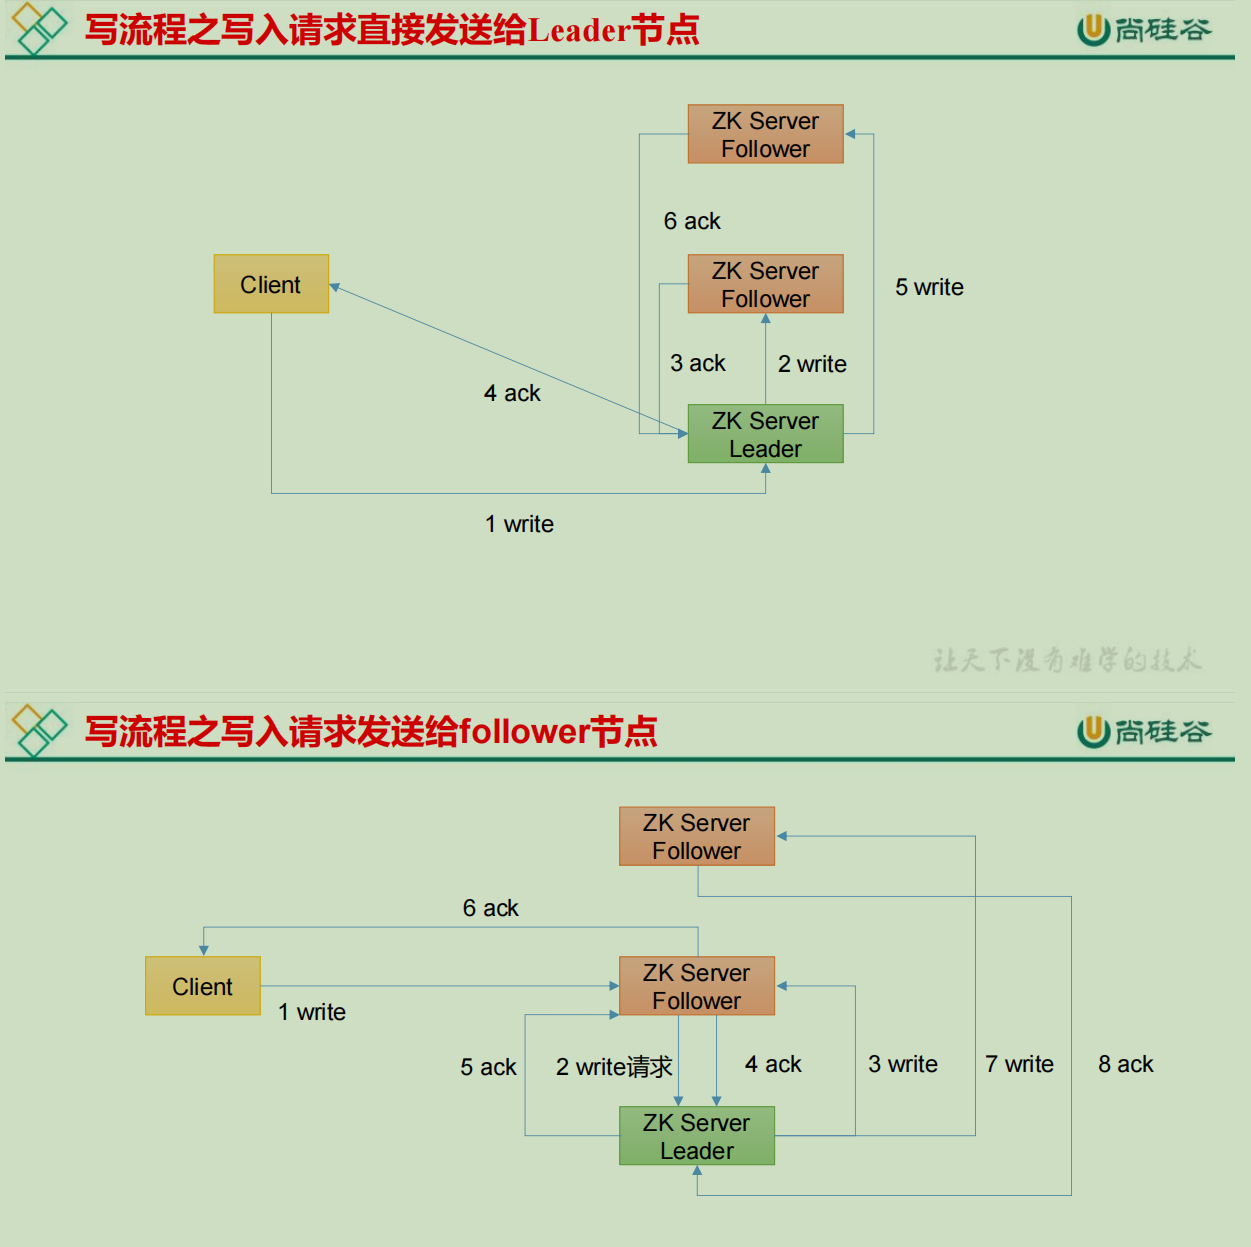 写流程之写入请求直接发送给Leader节点
尚硅谷
ZK Server
Follower
6 ack
Client
ZK Server
Follower
5 write
3 ack
2 write
4 ack
ZK Server
Leader
1 write
让天下没有难学的技术
写流程之写入请求发送给follower节点
尚硅谷
ZK Server
Follower
6 ack
Client
ZK Server
Follower
1 write
5 ack
2 write请求
4 ack
3 write
7 write
8 ack
ZK Server
Leader